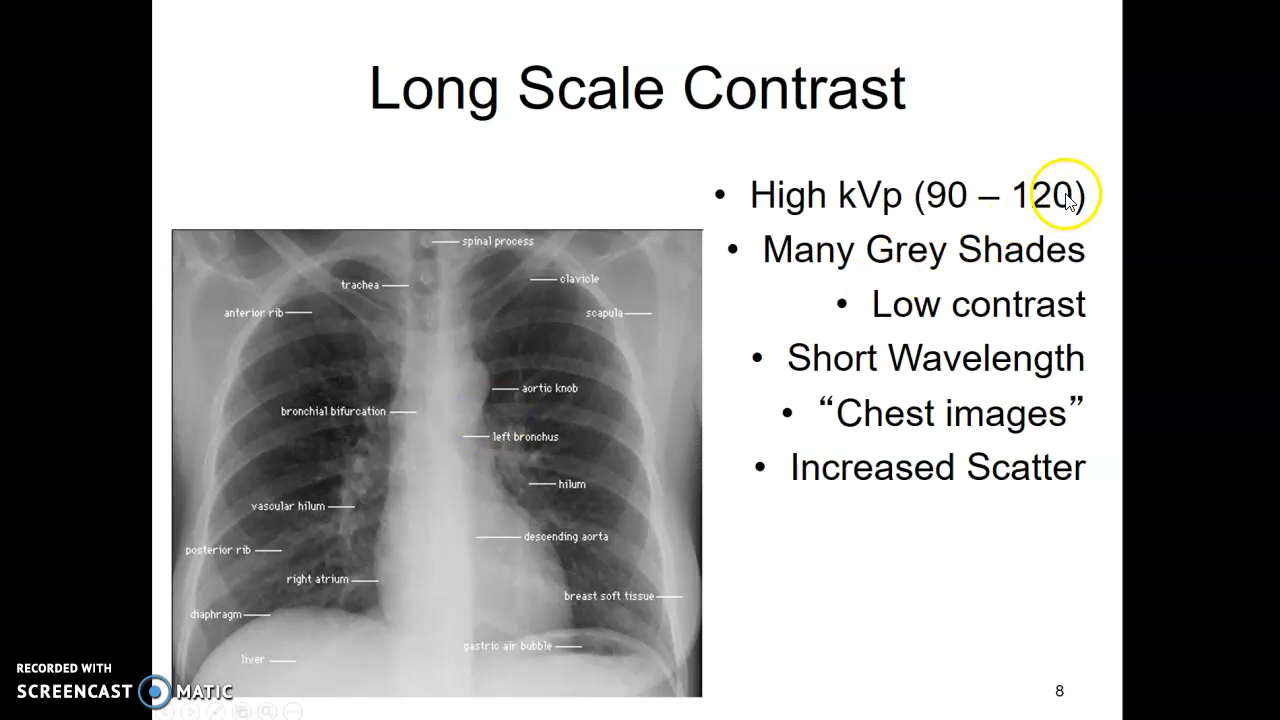 Long Scale Contrast
• High kVp (90 – 120)
• Many Grey Shades
• Low contrast
• Short Wavelength
• “Chest images”
• Increased Scatter
spinal process
trachea
clavicle
anterior rib
scapula
aortic knob
bronchial bifurcation
left bronchus
hilum
vascular hilum
descending aorta
posterior rib
right atrium
breast soft tissue
diaphragm
gastric air bubble
liver
RECORDED WITH
SCREENCAST MATIC
8